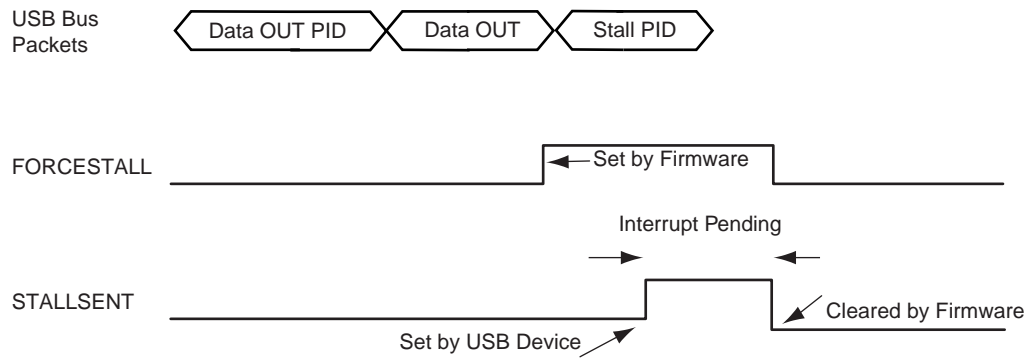 USB Bus
Packets
Data OUT PID
Data OUT
Stall PID
FORCESTALL
Set by Firmware
Interrupt Pending
STALLSENT
Cleared by Firmware
Set by USB Device